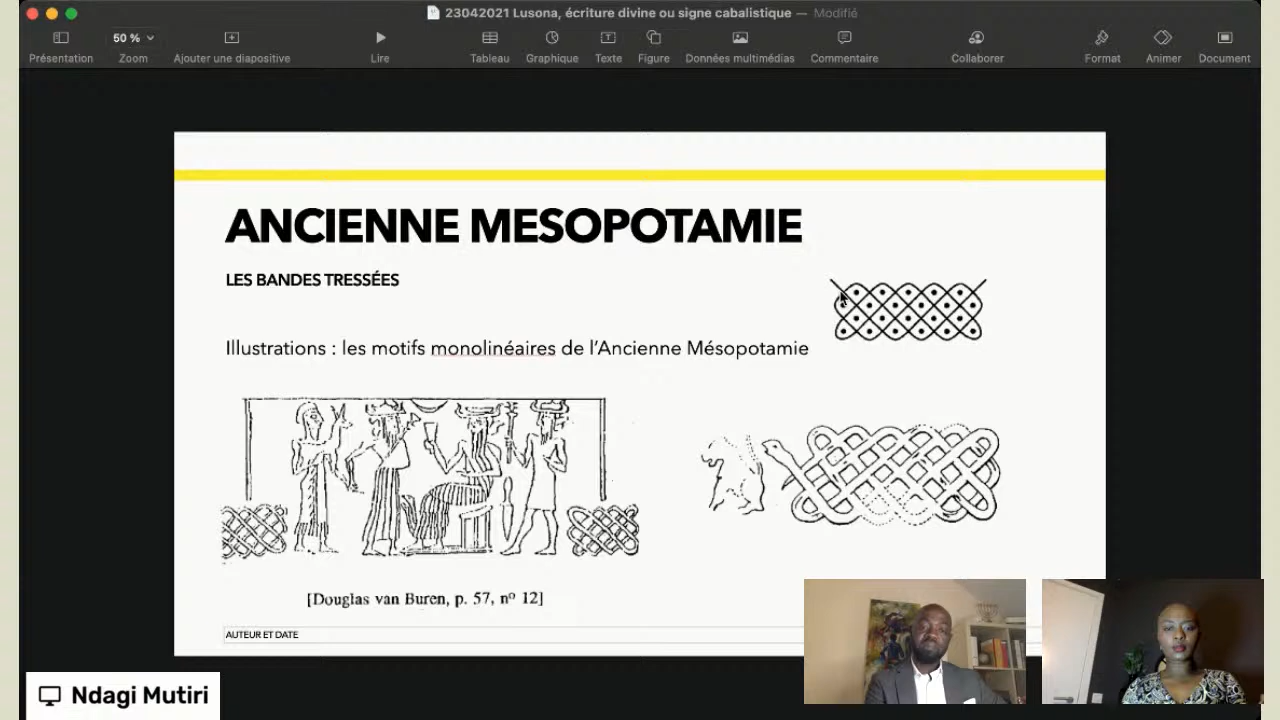 23042021 Lusona, écriture divine ou signe cabalistique — Modifié
50 %
Présentation Zoom Ajouter une diapositive Lire Tableau Graphique Texte Figure Données multimédias Commentaire Collaborer Format Animer Document
ANCIENNE MESOPOTAMIE
LES BANDES TRESSÉES
Illustrations : les motifs monolinéaires de l’Ancienne Mésopotamie
[Douglas van Buren, p. 57, nº 12]
AUTEUR ET DATE
Ndagi Mutiri